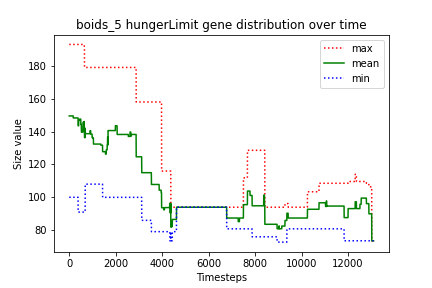 boids_5 hungerLimit gene distribution over time
max
mean
min
Size value
180
160
140
120
100
80
0
2000
4000
6000
8000
10000
12000
Timesteps